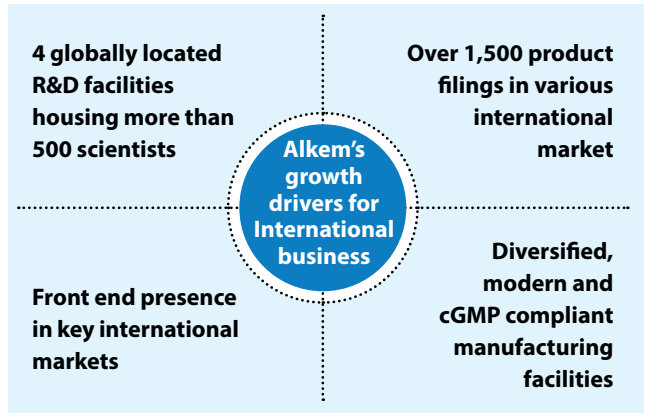 4 globally located
R&D facilities
housing more than
500 scientists
Over 1,500 product
filings in various
international
market
Alkem's
growth
drivers for
International
business
Front end presence
in key international
markets
Diversified,
modern and
cGMP compliant
manufacturing
facilities